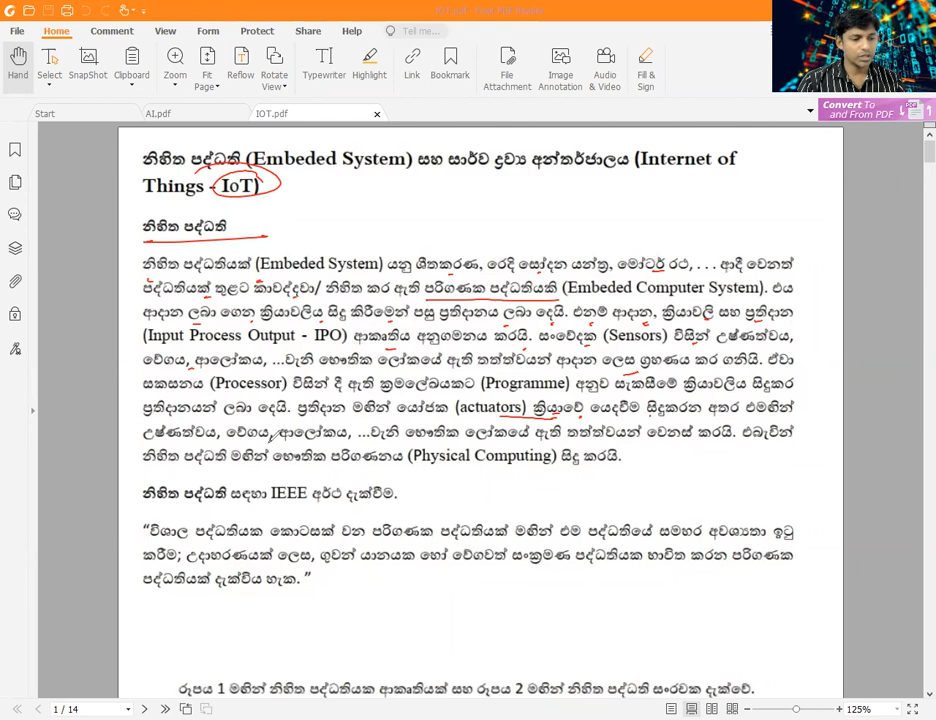 IOT.pdf - Foxit PDF Reader
File Home Comment View Form Protect Share Help Tell me...
Hand Select SnapShot Clipboard Zoom Fit Page Reflow Rotate View Typewriter Highlight Link Bookmark File Attachment Image Annotation Audio & Video Fill & Sign
Start AI.pdf IOT.pdf
Convert To and From PDF
නිහිත පද්ධති (Embeded System) සහ සාර්ව ද්‍රව්‍ය අන්තර්ජාලය (Internet of
Things - IoT)
නිහිත පද්ධති
නිහිත පද්ධතියක් (Embeded System) යනු ශීතකරණ, රෙදි සෝදන යන්ත්‍ර, මෝටර් රථ, . . . ආදී වෙනත්
පද්ධතියක් තුළට කාවද්දවා/ නිහිත කර ඇති පරිගණක පද්ධතියකි (Embeded Computer System). එය
ආදාන ලබා ගෙන ක්‍රියාවලිය සිදු කිරීමෙන් පසු ප්‍රතිදානය ලබා දෙයි. එනම් ආදාන, ක්‍රියාවලි සහ ප්‍රතිදාන
(Input Process Output - IPO) ආකෘතිය අනුගමනය කරයි. සංවේදක (Sensors) විසින් උෂ්ණත්වය,
වේගය, ආලෝකය, ...වැනි භෞතික ලෝකයේ ඇති තත්ත්වයන් ආදාන ලෙස ග්‍රහණය කර ගනියි. ඒවා
සකසනය (Processor) විසින් දී ඇති ක්‍රමලේඛයකට (Programme) අනුව සැකසීමේ ක්‍රියාවලිය සිදුකර
ප්‍රතිදානයන් ලබා දෙයි. ප්‍රතිදාන මඟින් යෝජක (actuators) ක්‍රියාවේ යෙදවීම සිදුකරන අතර එමඟින්
උෂ්ණත්වය, වේගය, ආලෝකය, ...වැනි භෞතික ලෝකයේ ඇති තත්ත්වයන් වෙනස් කරයි. එබැවින්
නිහිත පද්ධති මඟින් භෞතික පරිගණනය (Physical Computing) සිදු කරයි.
නිහිත පද්ධති සඳහා IEEE අර්ථ දැක්වීම.
“විශාල පද්ධතියක කොටසක් වන පරිගණක පද්ධතියක් මඟින් එම පද්ධතියේ සමහර අවශ්‍යතා ඉටු
කරීම; උදාහරණයක් ලෙස, ගුවන් යානයක හෝ වේගවත් සංක්‍රමණ පද්ධතියක භාවිත කරන පරිගණක
පද්ධතියක් දැක්විය හැක. ”
රූපය 1 මඟින් නිහිත පද්ධතියක ආකෘතියක් සහ රූපය 2 මඟින් නිහිත පද්ධති සංරචක දැක්වේ.
1 / 14
125%